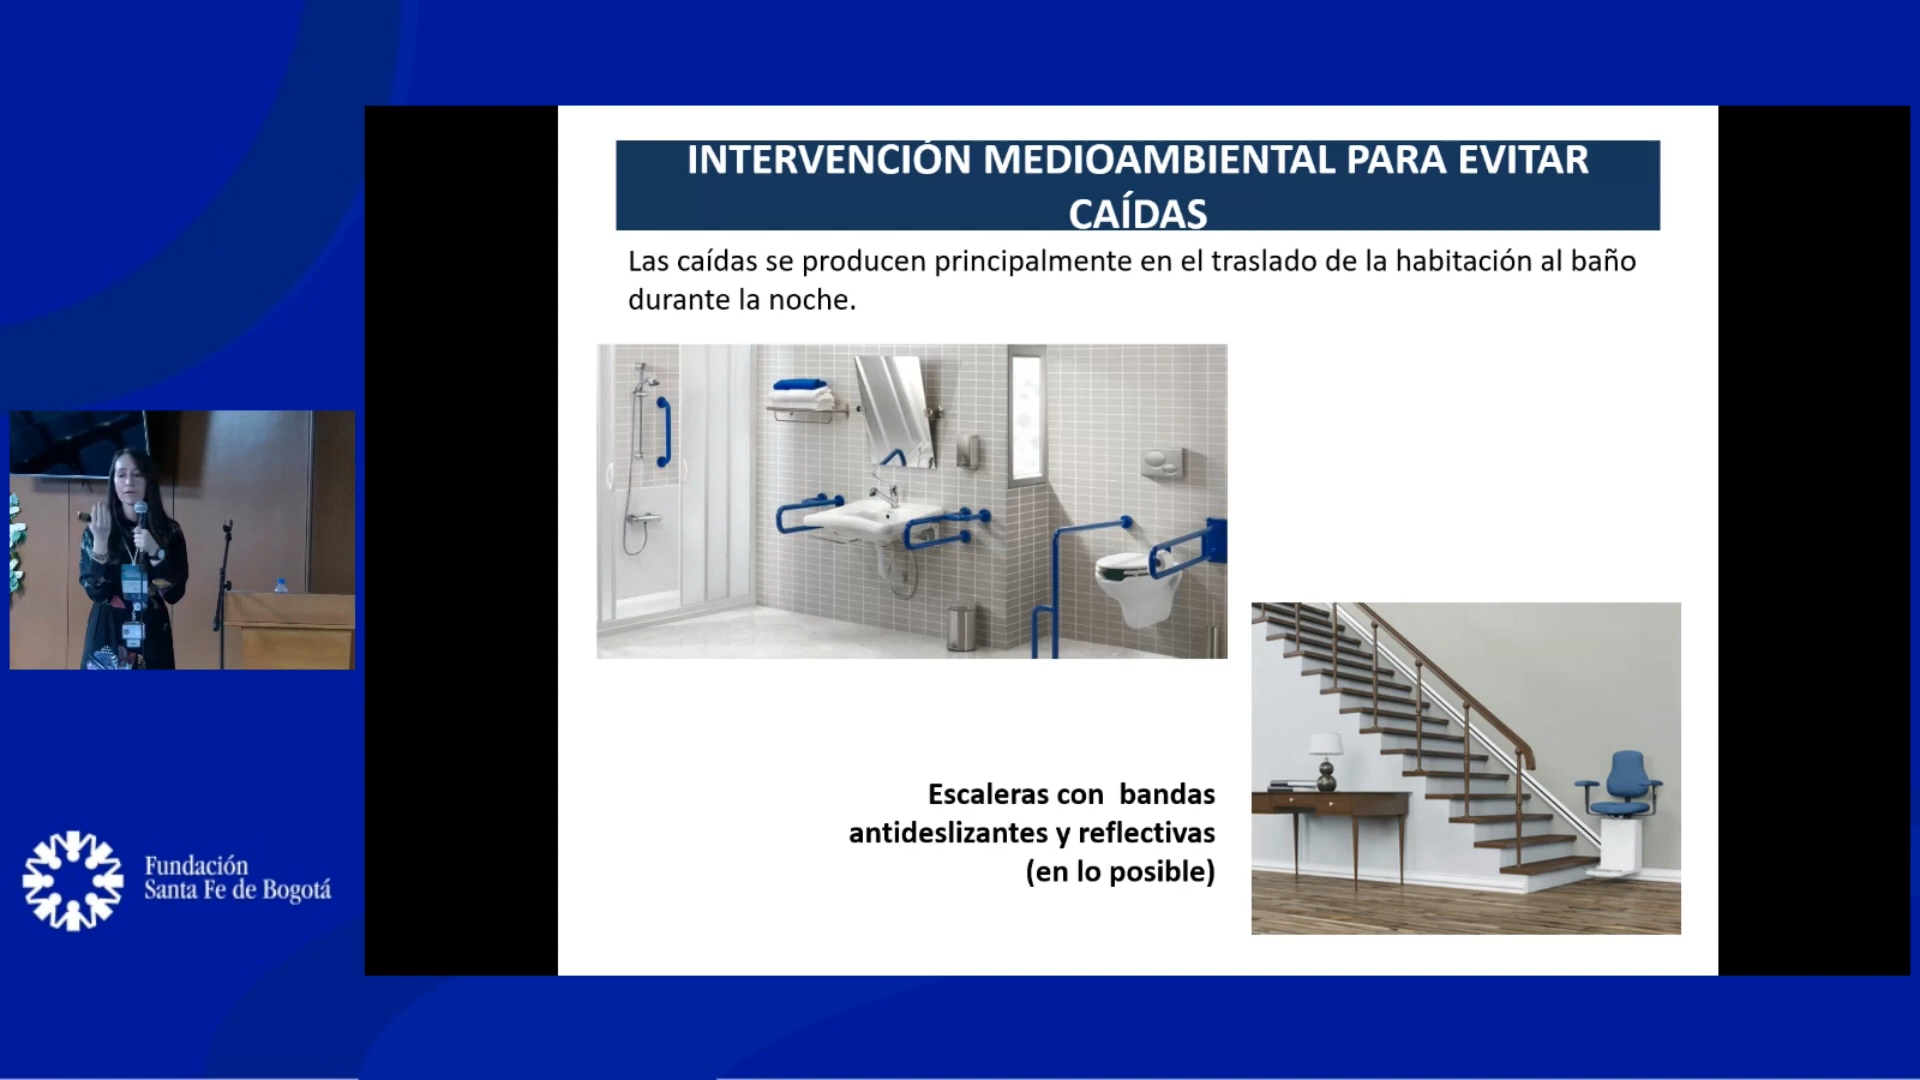 INTERVENCIÓN MEDIOAMBIENTAL PARA EVITAR
CAÍDAS
Las caídas se producen principalmente en el traslado de la habitación al baño
durante la noche.
Escaleras con  bandas
antideslizantes y reflectivas
(en lo posible)
Fundación
Santa Fe de Bogotá